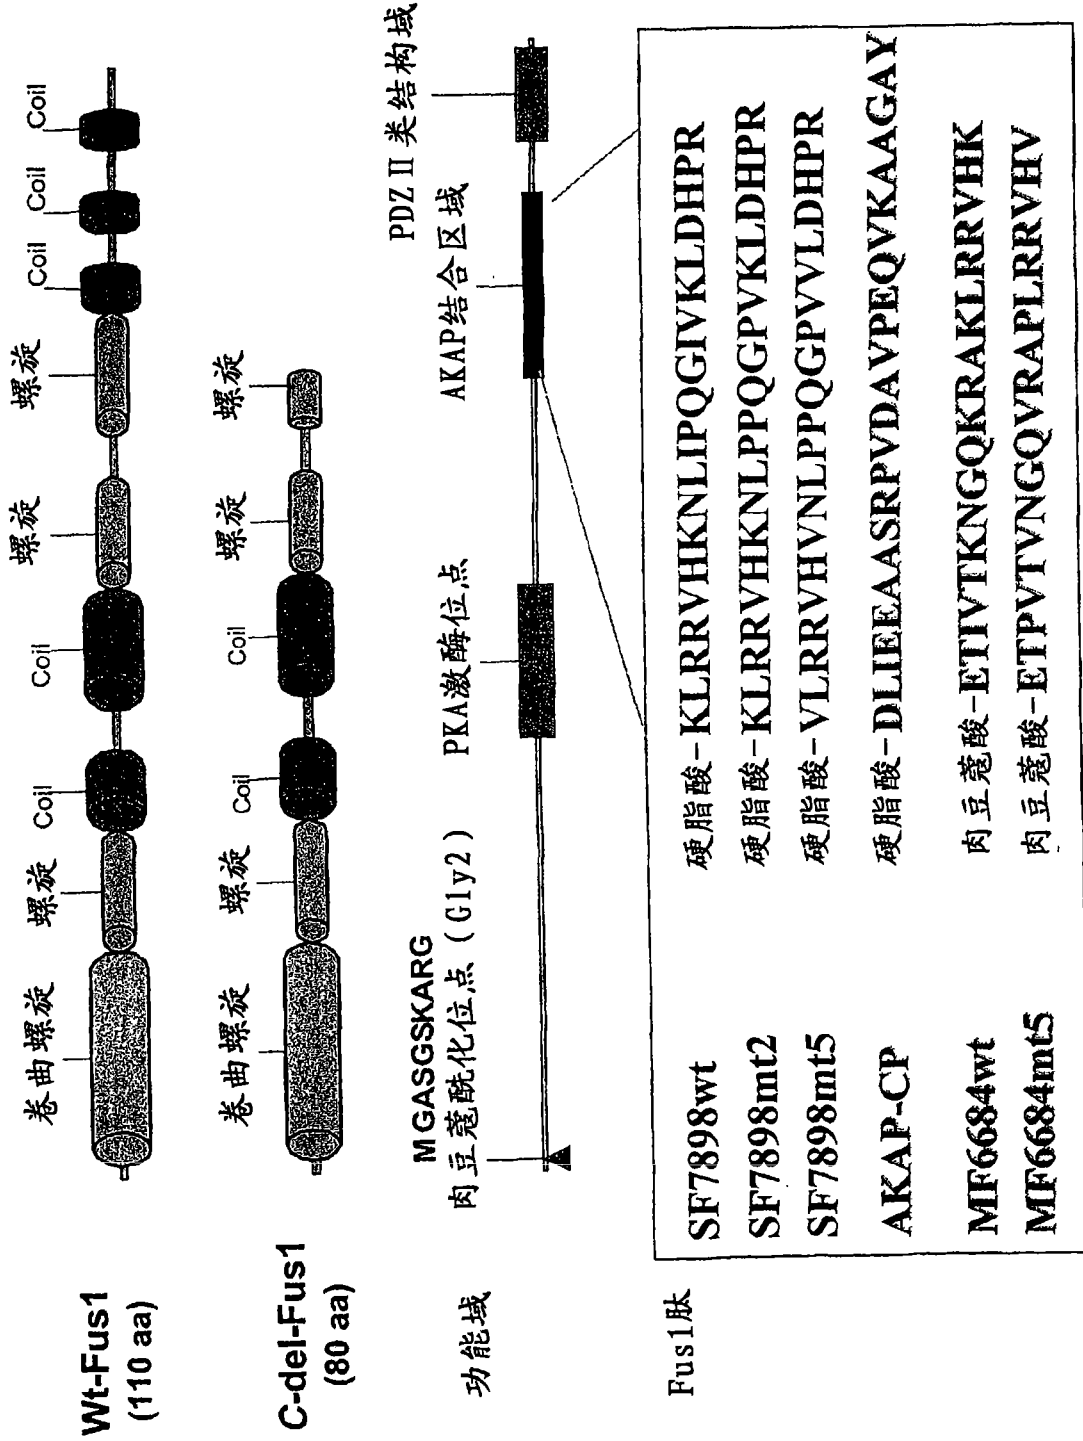 Wt-Fus1
(110 aa)
卷曲螺旋
螺旋
Coil
Coil
螺旋
螺旋
Coil
Coil
Coil
C-del-Fus1
(80 aa)
卷曲螺旋
螺旋
Coil
Coil
螺旋
螺旋
功能域
MGASGSKARG
肉豆蔻酰化位点 (Gly2)
PKA激酶位点
AKAP结合区域
PDZ II 类结构域
Fus1肽
SF7898wt 硬脂酸-KLRRVHKNLIPQGIVKLDHPR
SF7898mt2 硬脂酸-KLRRVHKNLPPQGPVKLDHPR
SF7898mt5 硬脂酸-VLRRVHVNLPPQGPVVLDHPR
AKAP-CP 硬脂酸-DLIEEAASRPVDAVPEQVKAAGAY
MF6684wt 肉豆蔻酸-ETIVTKNGQKRAKLRRVHK
MF6684mt5 肉豆蔻酸-ETPVTVNGQVRAPLRRVHV